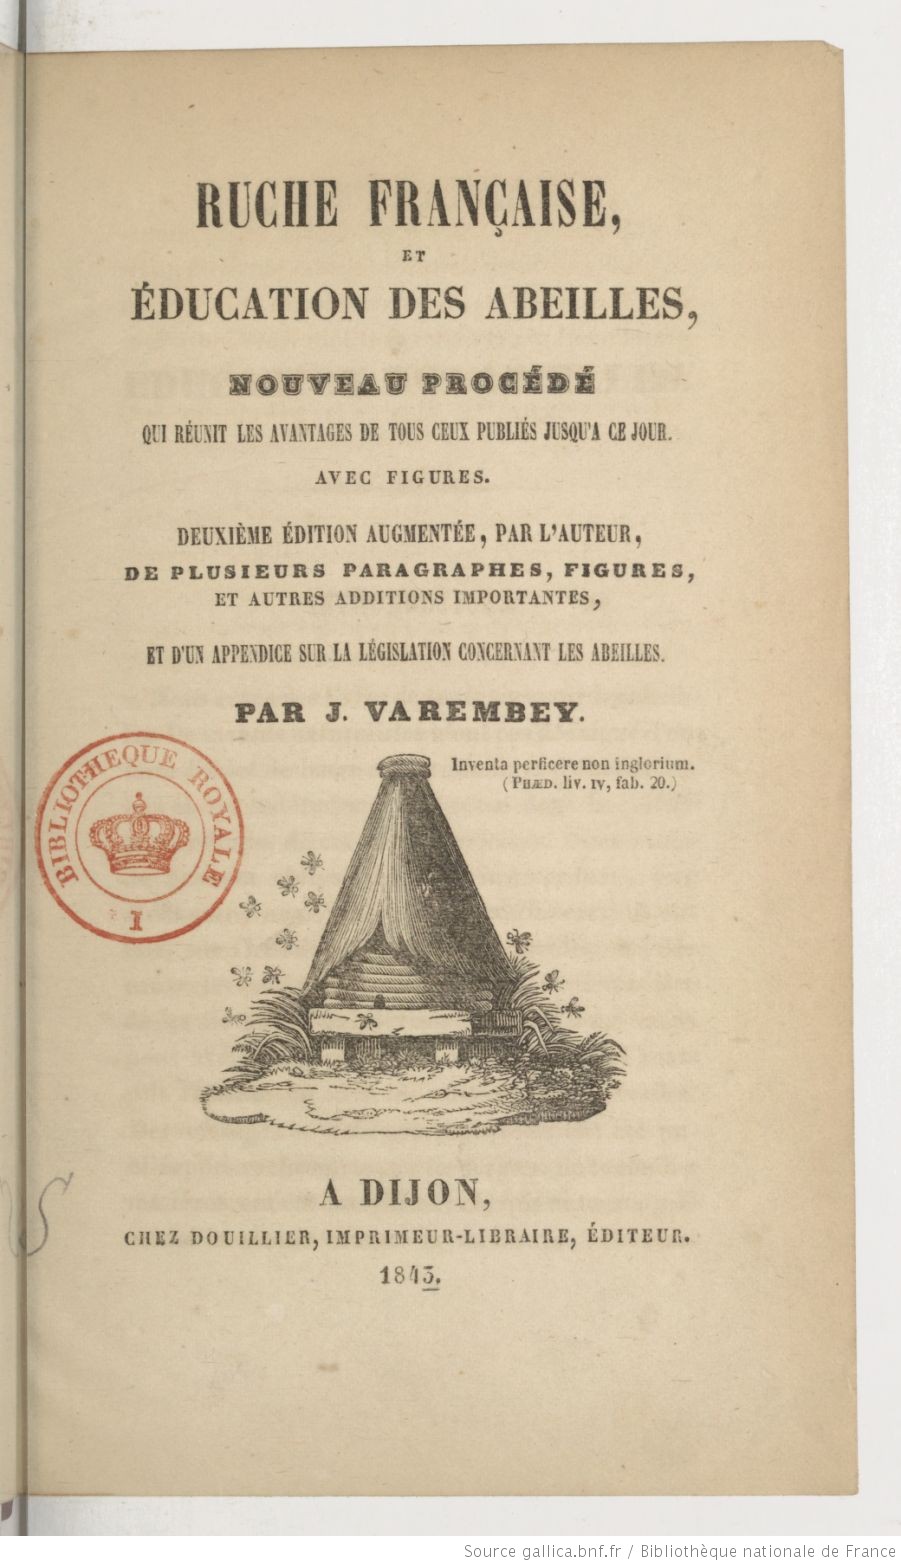 RUCHE FRANÇAISE,
ET
ÉDUCATION DES ABEILLES,
NOUVEAU PROCÉDÉ
QUI RÉUNIT LES AVANTAGES DE TOUS CEUX PUBLIÉS JUSQU'A CE JOUR.
AVEC FIGURES.
DEUXIÈME ÉDITION AUGMENTÉE, PAR L'AUTEUR,
DE PLUSIEURS PARAGRAPHES, FIGURES,
ET AUTRES ADDITIONS IMPORTANTES,
ET D'UN APPENDICE SUR LA LÉGISLATION CONCERNANT LES ABEILLES.
PAR J. VAREMBEY.
BIBLIOTHEQUE ROYALE
I
Inventa perficere non inglorium.
(PHÆD. liv. IV, fab. 20.)
A DIJON,
CHEZ DOUILLIER, IMPRIMEUR-LIBRAIRE, ÉDITEUR.
1843.
Source gallica.bnf.fr / Bibliothèque nationale de France